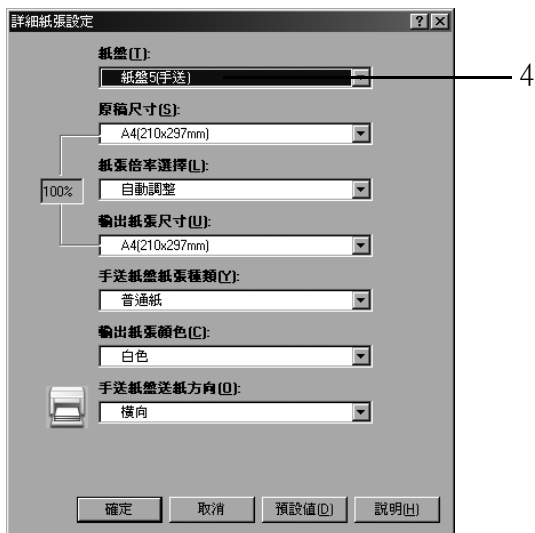 詳細紙張設定
紙盤(T):
紙盤5(手送)
4
原稿尺寸(S):
A4(210x297mm)
紙張倍率選擇(L):
100%
自動調整
輸出紙張尺寸(U):
A4(210x297mm)
手送紙盤紙張種類(Y):
普通紙
輸出紙張顏色(C):
白色
手送紙盤送紙方向(O):
橫向
確定 取消 預設值(D) 説明(H)